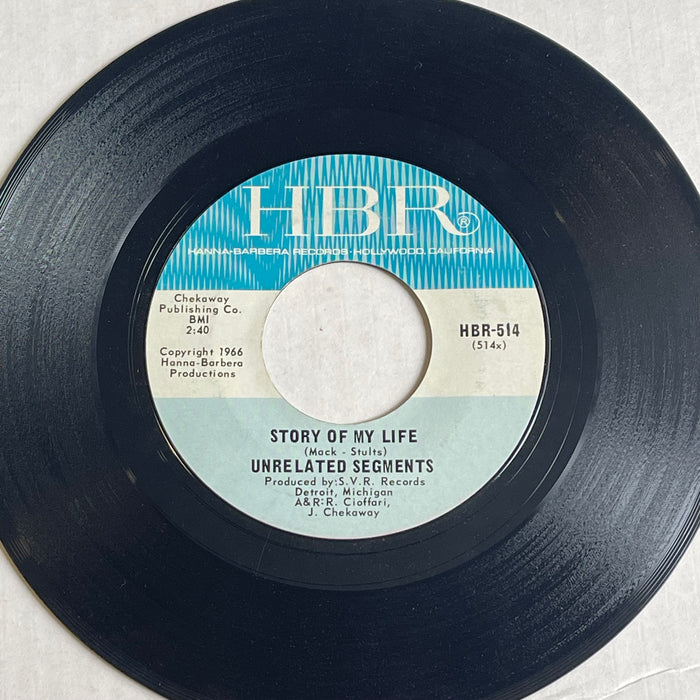 HBR®
HANNA-BARBERA RECORDS·HOLLYWOOD, CALIFORNIA
Chekaway
Publishing Co.
BMI
2:40
HBR-514
(514x)
Copyright 1966
Hanna-Barbera
Productions
STORY OF MY LIFE
(Mack - Stults)
UNRELATED SEGMENTS
Produced by:S.V.R. Records
Detroit, Michigan
A&R:R. Cioffari,
J. Chekaway